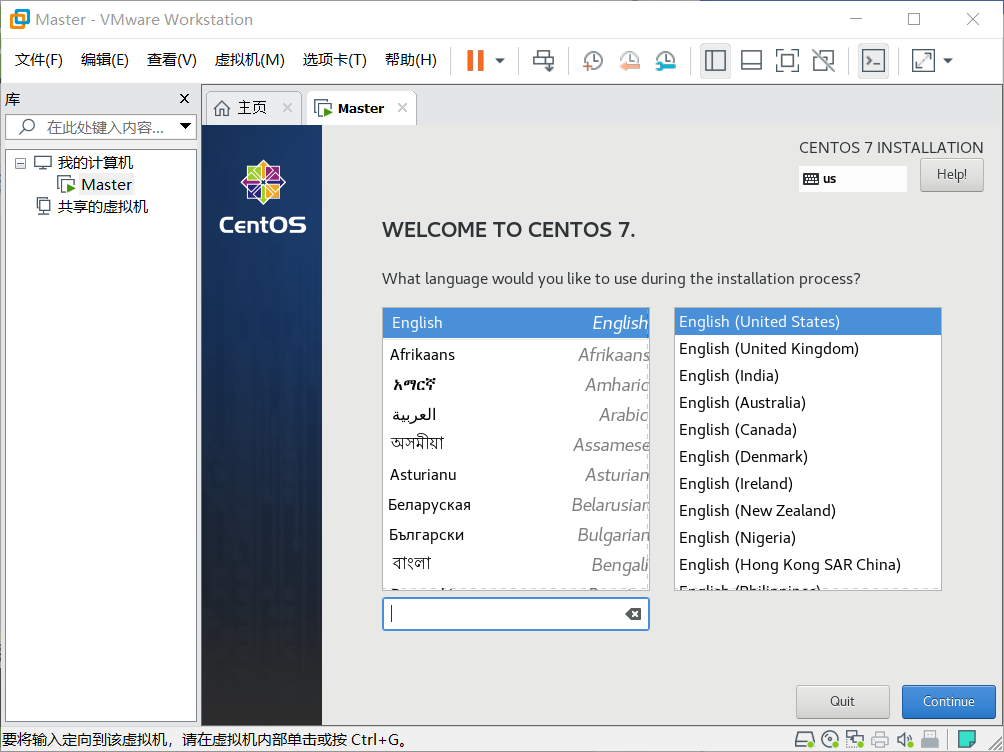 Master - VMware Workstation
文件(F) 编辑(E) 查看(V) 虚拟机(M) 选项卡(T) 帮助(H)
库
在此处键入内容...
我的计算机
Master
共享的虚拟机
主页
Master
CentOS
CENTOS 7 INSTALLATION
us
Help!
WELCOME TO CENTOS 7.
What language would you like to use during the installation process?
English English
Afrikaans Afrikaans
አማርኛ Amharic
العربية Arabic
অসমীয়া Assamese
Asturianu Asturian
Беларуская Belarusian
Български Bulgarian
বাংলা Bengali
English (United States)
English (United Kingdom)
English (India)
English (Australia)
English (Canada)
English (Denmark)
English (Ireland)
English (New Zealand)
English (Nigeria)
English (Hong Kong SAR China)
English (Philippines)
Quit
Continue
要将输入定向到该虚拟机，请在虚拟机内部单击或按 Ctrl+G。